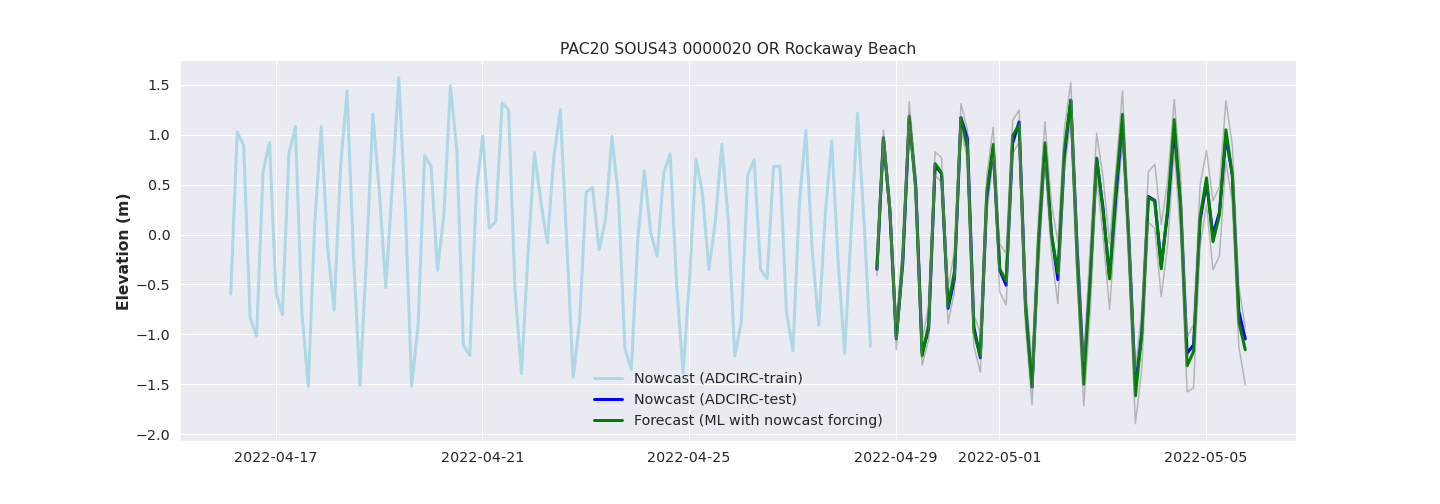 PAC20 SOUS43 0000020 OR Rockaway Beach
Elevation (m)
1.5
1.0
0.5
0.0
−0.5
−1.0
−1.5
−2.0
Nowcast (ADCIRC-train)
Nowcast (ADCIRC-test)
Forecast (ML with nowcast forcing)
2022-04-17 2022-04-21 2022-04-25 2022-04-29 2022-05-01 2022-05-05